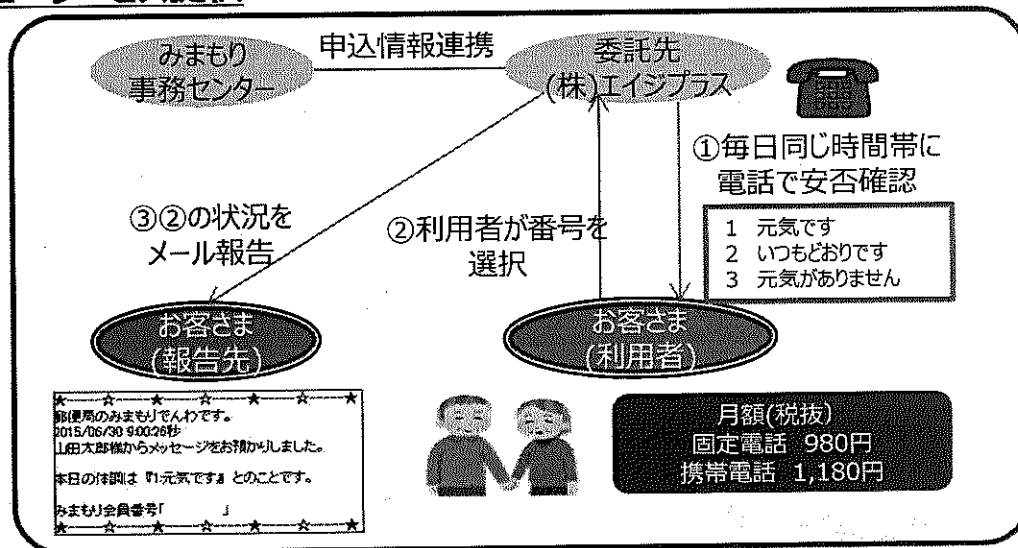 みまもり
事務センター
申込情報連携
委託先
(株)エイジプラス
①毎日同じ時間帯に
電話で安否確認
1 元気です
2 いつもどおりです
3 元気がありません
③②の状況を
メール報告
②利用者が番号を
選択
お客さま
(報告先)
お客さま
(利用者)
★-----☆-----★-----☆-----★-----☆-----★
郵便局のみまもりでんわです。
2015/06/30 9:00:26秒
山田太郎様からメッセージをお預かりしました。
本日の体調は『1:元気です』とのことです。
みまもり会員番号「 」
★-----☆-----★-----☆-----★-----☆-----★
月額(税抜)
固定電話 980円
携帯電話 1,180円